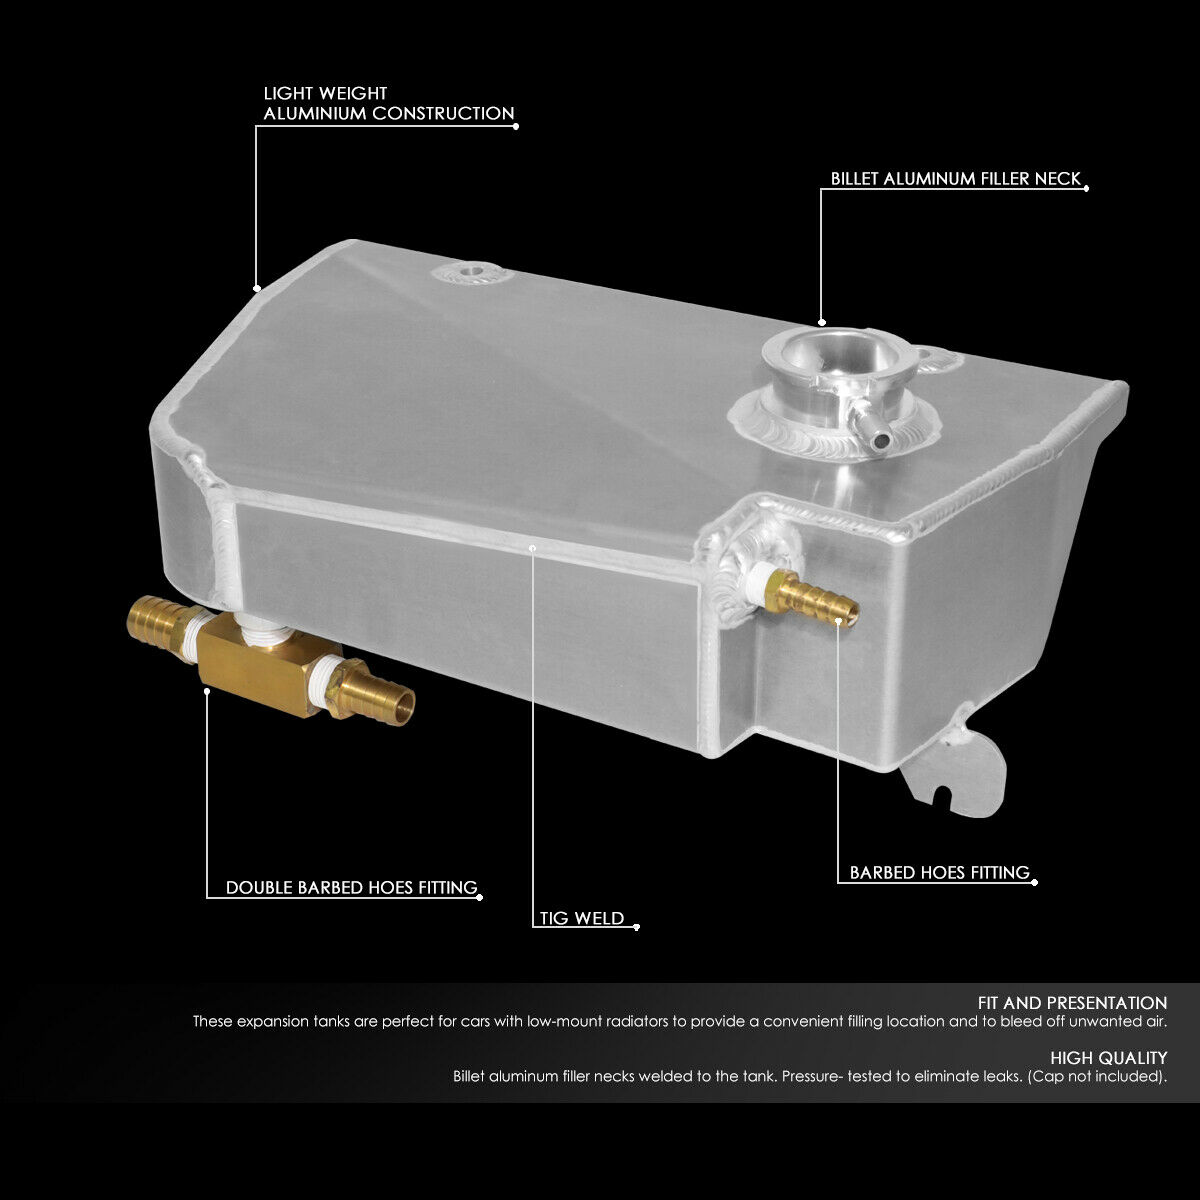 LIGHT WEIGHT
ALUMINIUM CONSTRUCTION
BILLET ALUMINUM FILLER NECK
BARBED HOES FITTING
DOUBLE BARBED HOES FITTING
TIG WELD
FIT AND PRESENTATION
These expansion tanks are perfect for cars with low-mount radiators to provide a convenient filling location and to bleed off unwanted air.
HIGH QUALITY
Billet aluminum filler necks welded to the tank. Pressure- tested to eliminate leaks. (Cap not included).